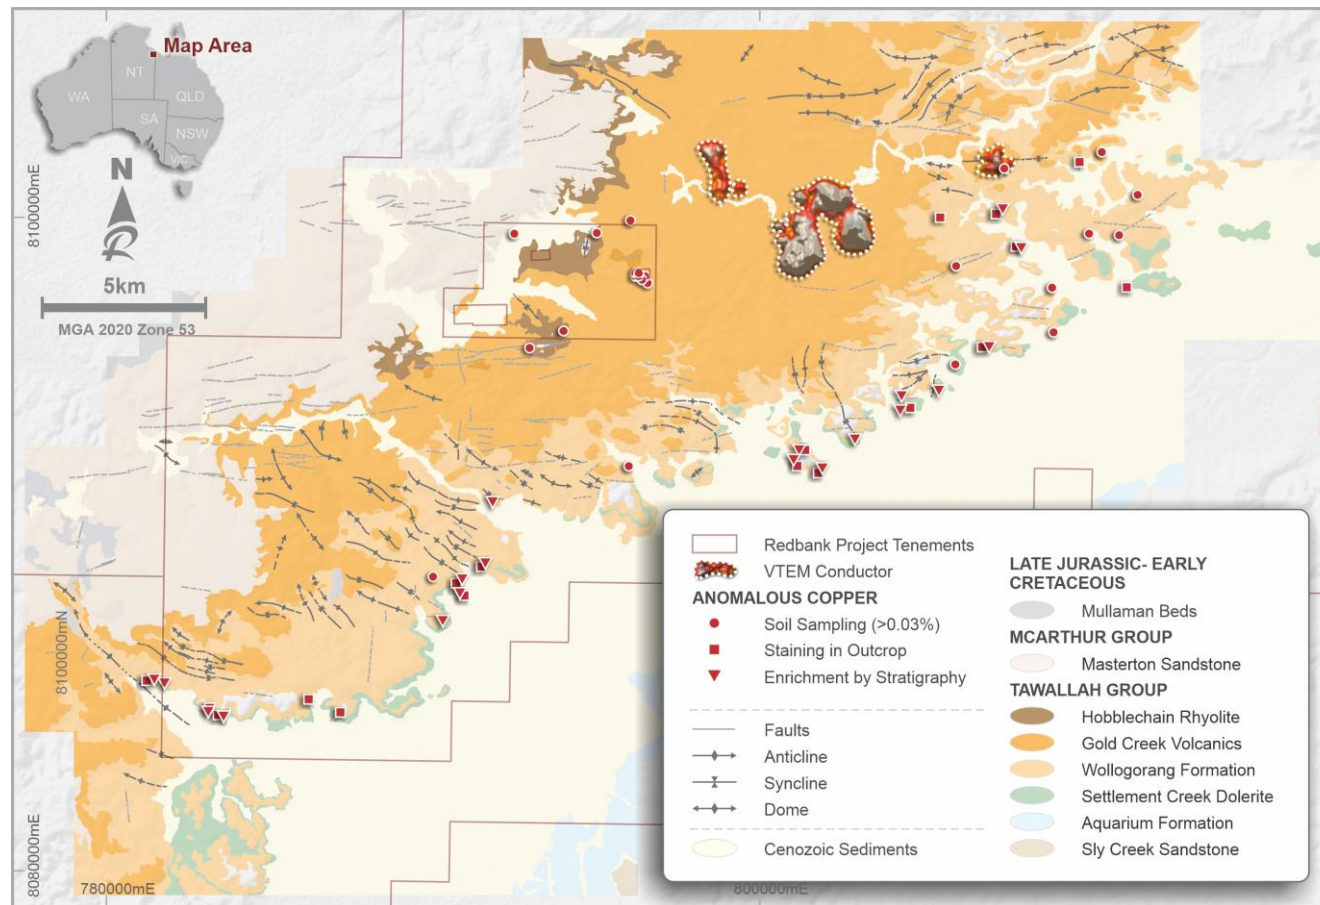 Map Area
NT
WA
QLD
SA
NSW
VIC
N
5km
MGA 2020 Zone 53
8100000mE
8100000mN
8080000mE
780000mE
800000mE
Redbank Project Tenements
VTEM Conductor
ANOMALOUS COPPER
Soil Sampling (>0.03%)
Staining in Outcrop
Enrichment by Stratigraphy
Faults
Anticline
Syncline
Dome
Cenozoic Sediments
LATE JURASSIC- EARLY
CRETACEOUS
Mullaman Beds
MCARTHUR GROUP
Masterton Sandstone
TAWALLAH GROUP
Hobblechain Rhyolite
Gold Creek Volcanics
Wollogorang Formation
Settlement Creek Dolerite
Aquarium Formation
Sly Creek Sandstone